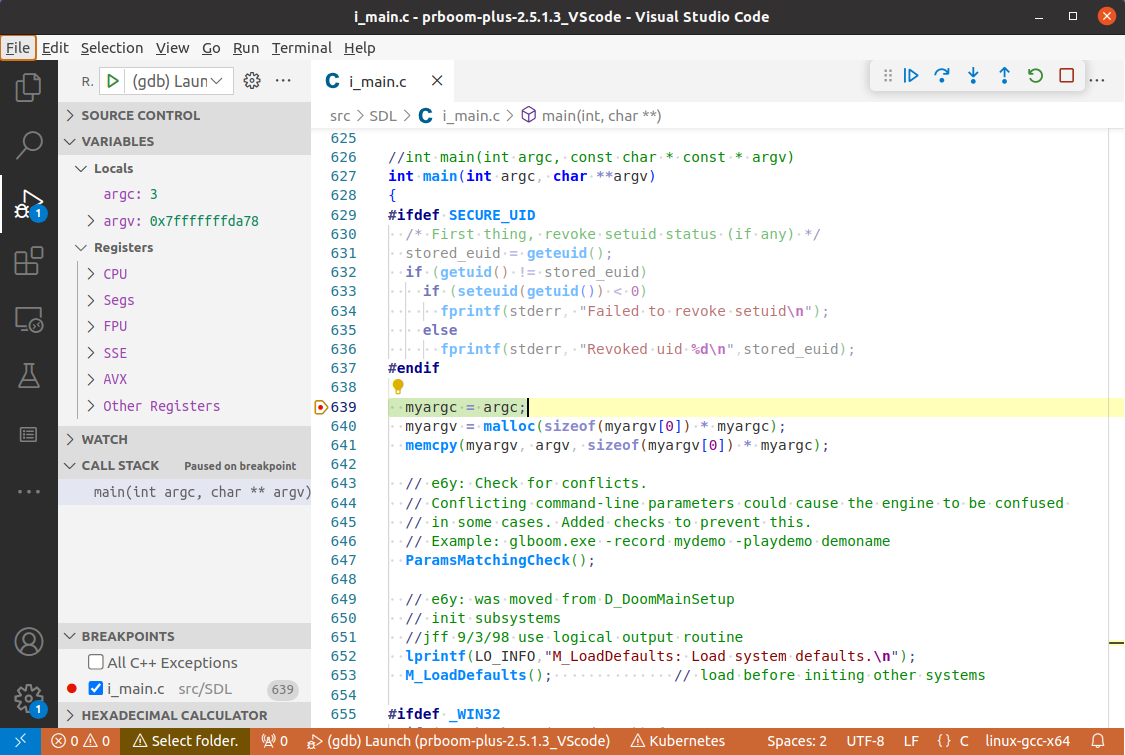 i_main.c - prboom-plus-2.5.1.3_VScode - Visual Studio Code
File Edit Selection View Go Run Terminal Help
R. (gdb) Laun
C i_main.c
src > SDL > C i_main.c > main(int, char **)
SOURCE CONTROL
VARIABLES
Locals
argc: 3
argv: 0x7fffffffda78
Registers
CPU
Segs
FPU
SSE
AVX
Other Registers
WATCH
CALL STACK Paused on breakpoint
main(int argc, char ** argv)
BREAKPOINTS
All C++ Exceptions
i_main.c src/SDL 639
HEXADECIMAL CALCULATOR
1
1
625
626 //int main(int argc, const char * const * argv)
627 int main(int argc, char **argv)
628 {
629 #ifdef SECURE_UID
630 /* First thing, revoke setuid status (if any) */
631 stored_euid = geteuid();
632 if (getuid() != stored_euid)
633 if (seteuid(getuid()) < 0)
634 fprintf(stderr, "Failed to revoke setuid\n");
635 else
636 fprintf(stderr, "Revoked uid %d\n",stored_euid);
637 #endif
638
639 myargc = argc;
640 myargv = malloc(sizeof(myargv[0]) * myargc);
641 memcpy(myargv, argv, sizeof(myargv[0]) * myargc);
642
643 // e6y: Check for conflicts.
644 // Conflicting command-line parameters could cause the engine to be confused
645 // in some cases. Added checks to prevent this.
646 // Example: glboom.exe -record mydemo -playdemo demoname
647 ParamsMatchingCheck();
648
649 // e6y: was moved from D_DoomMainSetup
650 // init subsystems
651 //jff 9/3/98 use logical output routine
652 lprintf(LO_INFO,"M_LoadDefaults: Load system defaults.\n");
653 M_LoadDefaults(); // load before initing other systems
654
655 #ifdef _WIN32
0 0 Select folder. 0 (gdb) Launch (prboom-plus-2.5.1.3_VScode) Kubernetes Spaces: 2 UTF-8 LF {} C linux-gcc-x64